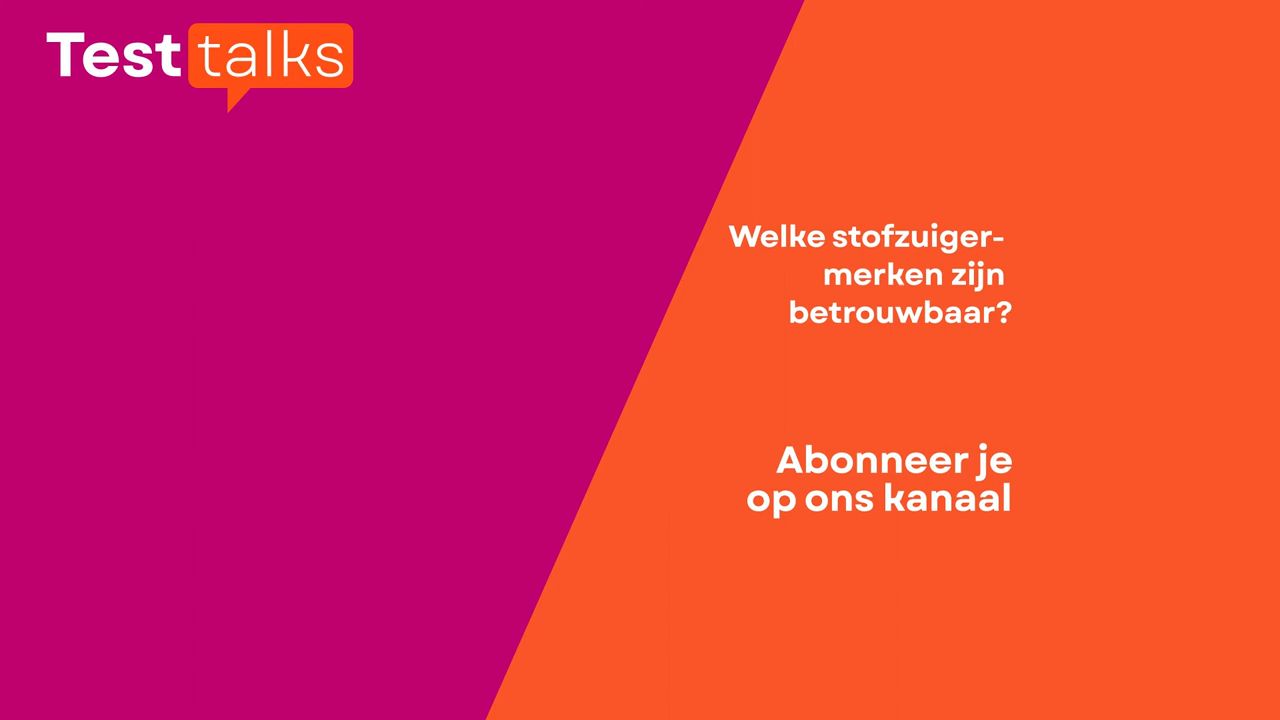 Test talks
Welke stofzuiger-
merken zijn
betrouwbaar?
Abonneer je
op ons kanaal